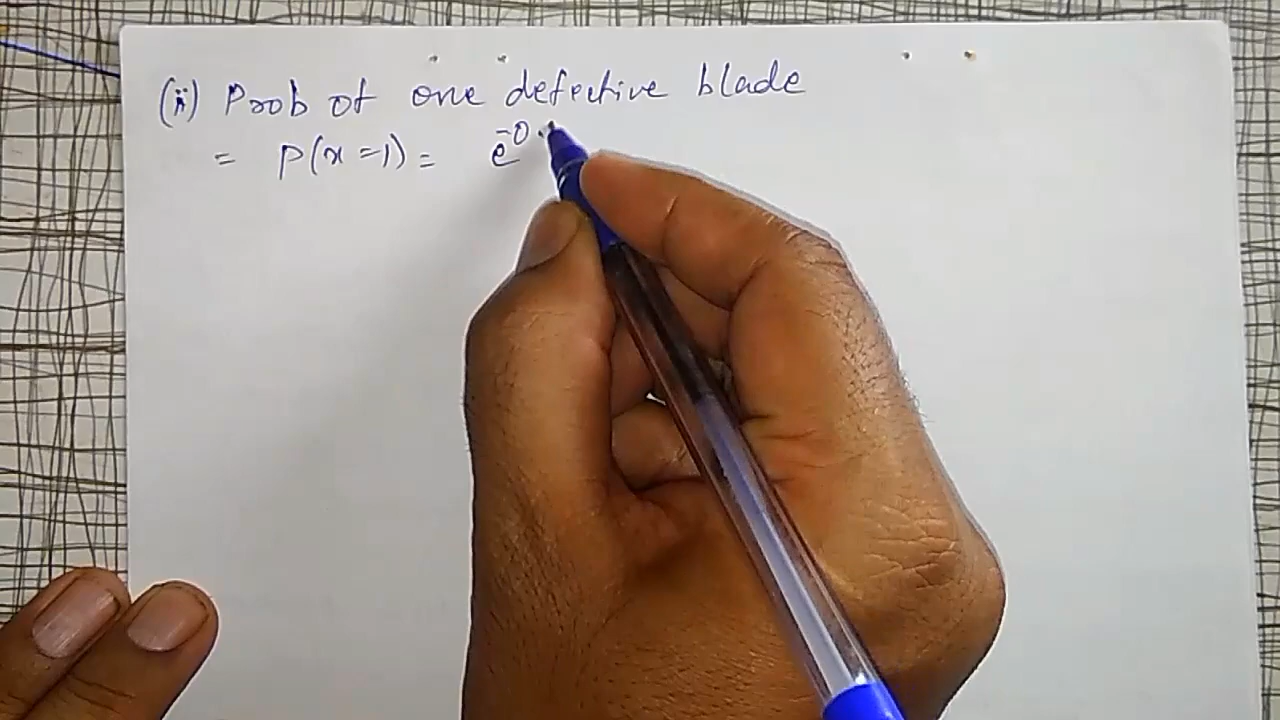 (ii) Prob of one defective blade
= P(x=1) = e^-0.